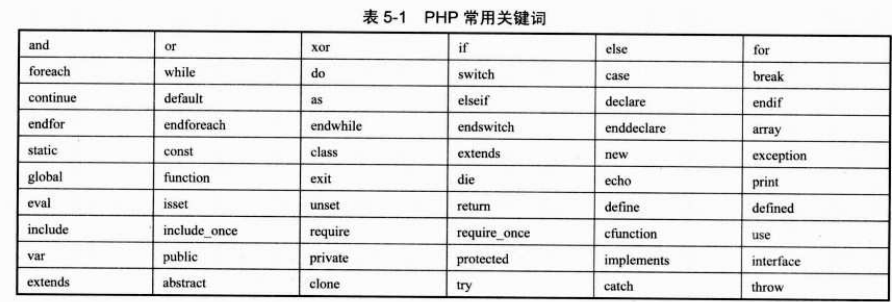 表 5-1 PHP 常用关键词
and or xor if else for
foreach while do switch case break
continue default as elseif declare endif
endfor endforeach endwhile endswitch enddeclare array
static const class extends new exception
global function exit die echo print
eval isset unset return define defined
include include_once require require_once cfunction use
var public private protected implements interface
extends abstract clone try catch throw